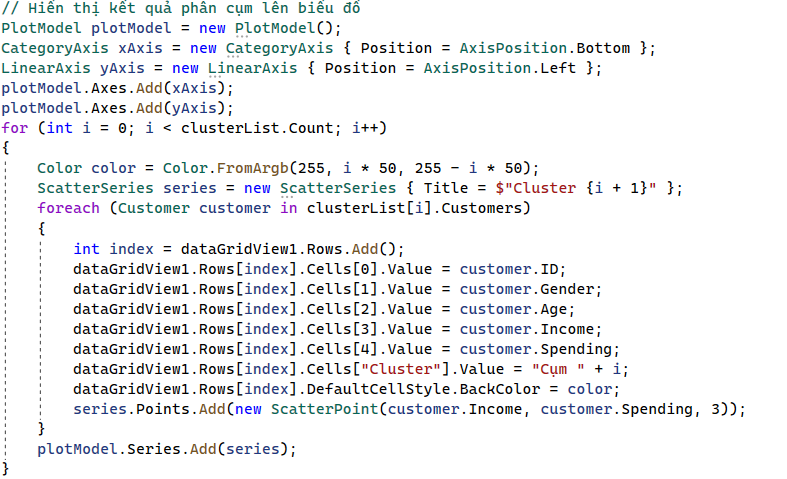 // Hiển thị kết quả phân cụm lên biểu đồ
PlotModel plotModel = new PlotModel();
CategoryAxis xAxis = new CategoryAxis { Position = AxisPosition.Bottom };
LinearAxis yAxis = new LinearAxis { Position = AxisPosition.Left };
plotModel.Axes.Add(xAxis);
plotModel.Axes.Add(yAxis);
for (int i = 0; i < clusterList.Count; i++)
{
    Color color = Color.FromArgb(255, i * 50, 255 - i * 50);
    ScatterSeries series = new ScatterSeries { Title = $"Cluster {i + 1}" };
    foreach (Customer customer in clusterList[i].Customers)
    {
        int index = dataGridView1.Rows.Add();
        dataGridView1.Rows[index].Cells[0].Value = customer.ID;
        dataGridView1.Rows[index].Cells[1].Value = customer.Gender;
        dataGridView1.Rows[index].Cells[2].Value = customer.Age;
        dataGridView1.Rows[index].Cells[3].Value = customer.Income;
        dataGridView1.Rows[index].Cells[4].Value = customer.Spending;
        dataGridView1.Rows[index].Cells["Cluster"].Value = "Cụm " + i;
        dataGridView1.Rows[index].DefaultCellStyle.BackColor = color;
        series.Points.Add(new ScatterPoint(customer.Income, customer.Spending, 3));
    }
    plotModel.Series.Add(series);
}